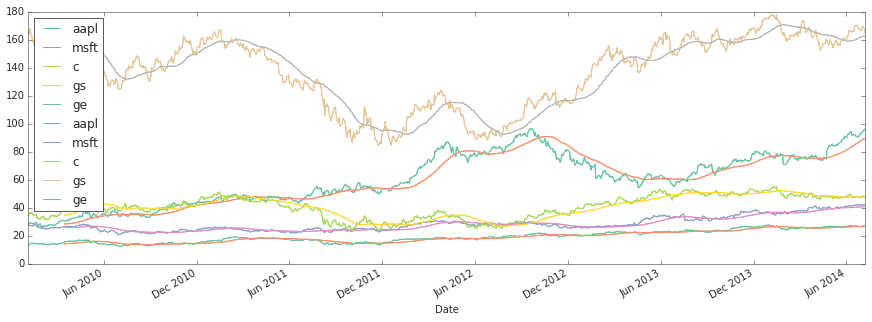 180
160
140
120
100
80
60
40
20
0
aapl
msft
c
gs
ge
aapl
msft
c
gs
ge
Jun 2010
Dec 2010
Jun 2011
Dec 2011
Jun 2012
Dec 2012
Jun 2013
Dec 2013
Jun 2014
Date